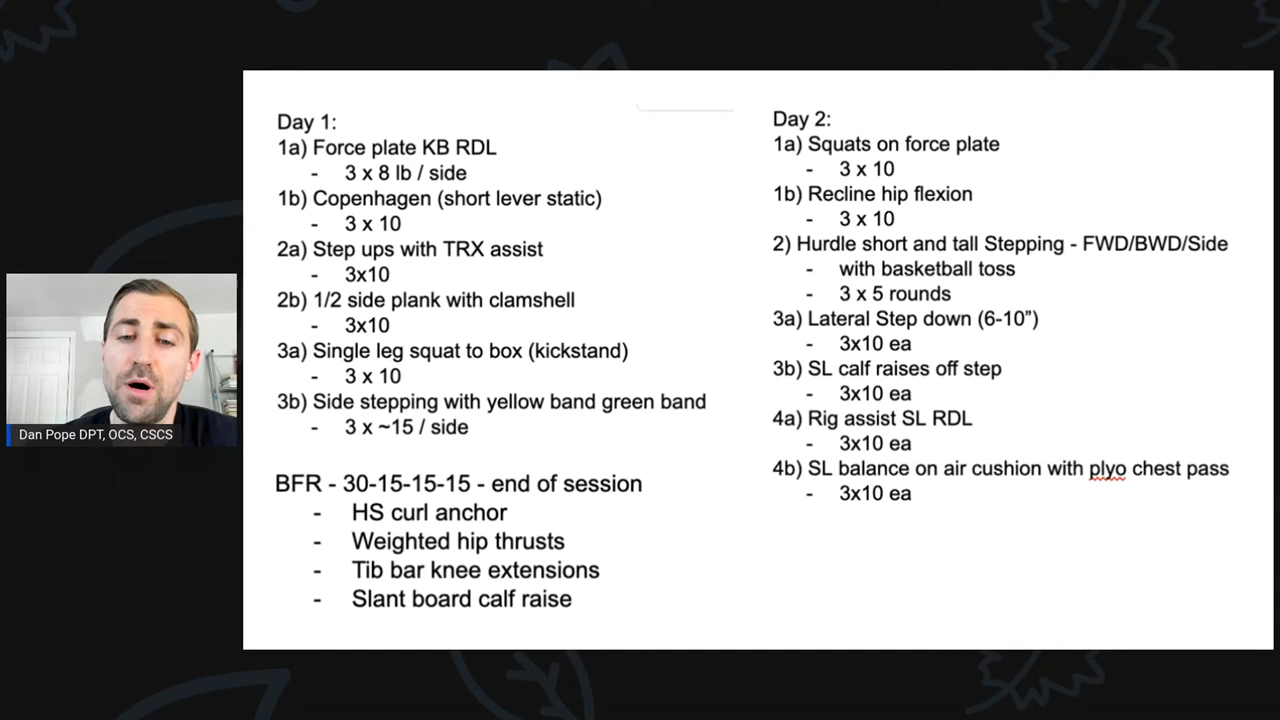 Day 1:
1a) Force plate KB RDL
- 3 x 8 lb / side
1b) Copenhagen (short lever static)
- 3 x 10
2a) Step ups with TRX assist
- 3x10
2b) 1/2 side plank with clamshell
- 3x10
3a) Single leg squat to box (kickstand)
- 3 x 10
3b) Side stepping with yellow band green band
- 3 x ~15 / side
BFR - 30-15-15-15 - end of session
- HS curl anchor
- Weighted hip thrusts
- Tib bar knee extensions
- Slant board calf raise
Day 2:
1a) Squats on force plate
- 3 x 10
1b) Recline hip flexion
- 3 x 10
2) Hurdle short and tall Stepping - FWD/BWD/Side
- with basketball toss
- 3 x 5 rounds
3a) Lateral Step down (6-10”)
- 3x10 ea
3b) SL calf raises off step
- 3x10 ea
4a) Rig assist SL RDL
- 3x10 ea
4b) SL balance on air cushion with plyo chest pass
- 3x10 ea
Dan Pope DPT, OCS, CSCS